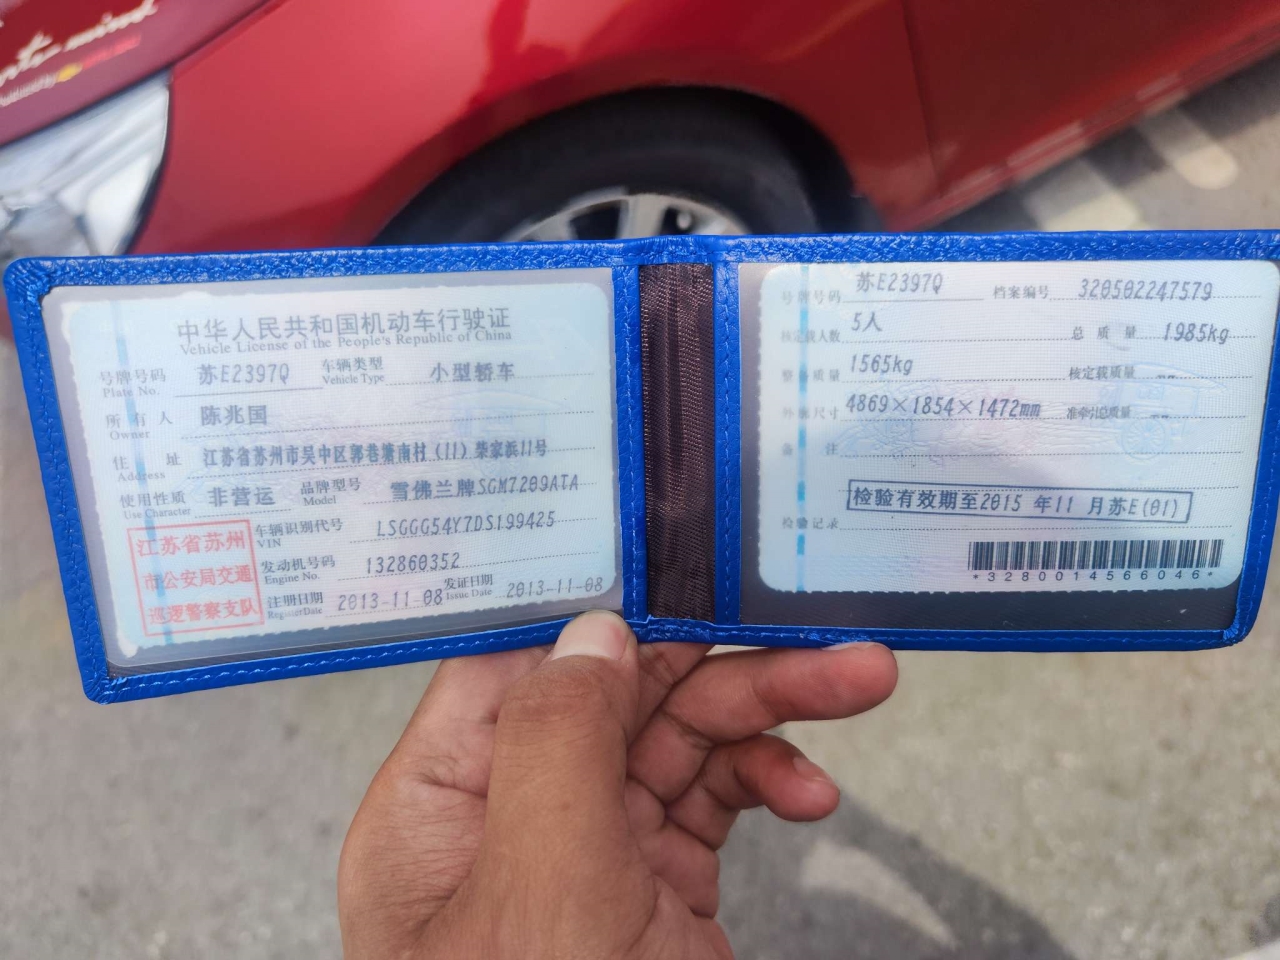 中华人民共和国机动车行驶证
Vehicle License of the People's Republic of China
号牌号码 苏E2397Q 车辆类型 小型轿车
Plate No. Vehicle Type
所有人 陈兆国
Owner
住址 江苏省苏州市吴中区郭巷塘南村(11)柴家浜11号
Address
使用性质 非营运 品牌型号 雪佛兰牌SGM7209ATA
Use Character Model
车辆识别代号 LSGGG54Y7DS199425
VIN
发动机号码 132860352
Engine No.
注册日期 2013-11-08 发证日期 2013-11-08
Register Date Issue Date
江苏省苏州
市公安局交通
巡逻警察支队
号牌号码 苏E2397Q 档案编号 320502247579
核定载人数 5人 总质量 1985kg
整备质量 1565kg 核定载质量 --
外廓尺寸 4869×1854×1472mm 准牵引总质量 --
备注
检验有效期至2015年11月苏E(01)
检验记录
*3280014566046*